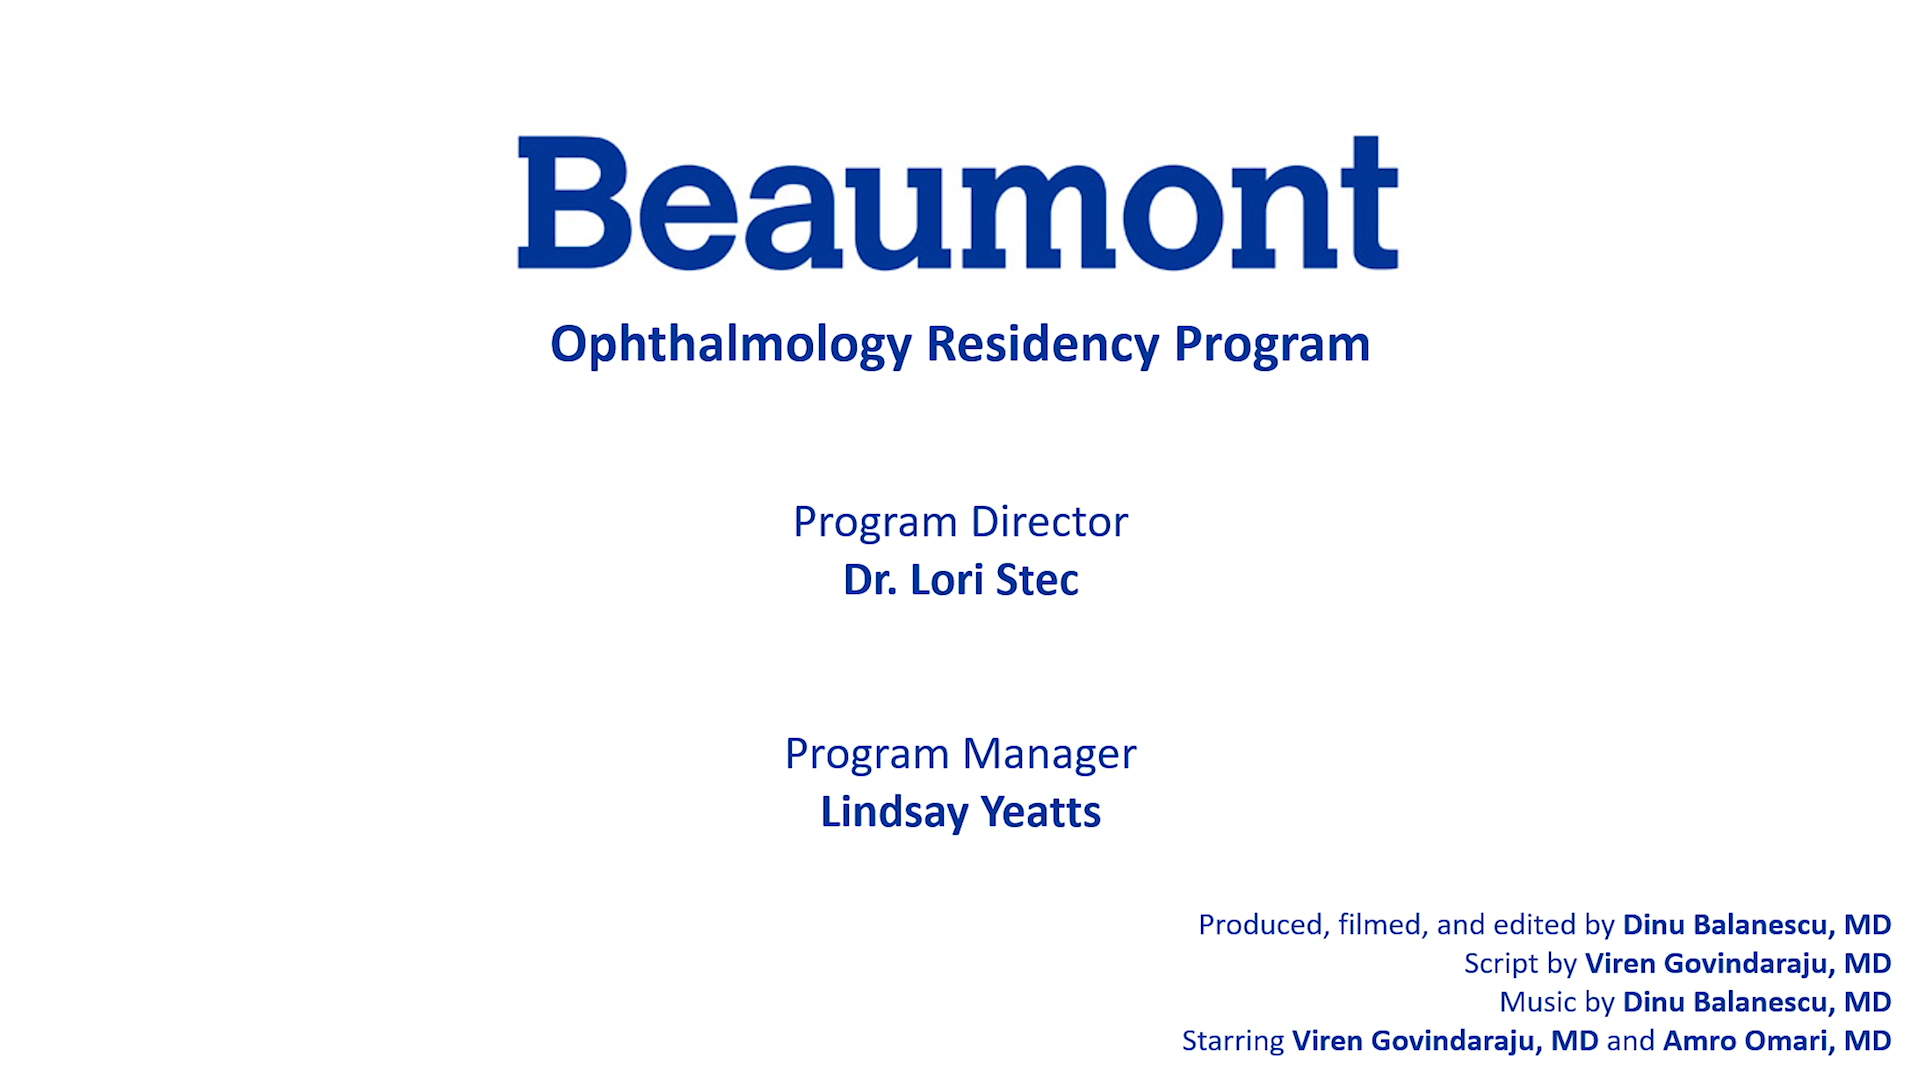 Beaumont
Ophthalmology Residency Program
Program Director
Dr. Lori Stec
Program Manager
Lindsay Yeatts
Produced, filmed, and edited by Dinu Balanescu, MD
Script by Viren Govindaraju, MD
Music by Dinu Balanescu, MD
Starring Viren Govindaraju, MD and Amro Omari, MD